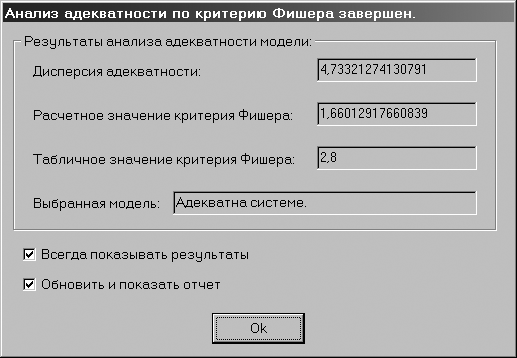 Анализ адекватности по критерию Фишера завершен.
Результаты анализа адекватности модели:
Дисперсия адекватности: 4,73321274130791
Расчетное значение критерия Фишера: 1,66012917660839
Табличное значение критерия Фишера: 2,8
Выбранная модель: Адекватна системе.
Всегда показывать результаты
Обновить и показать отчет
Ok